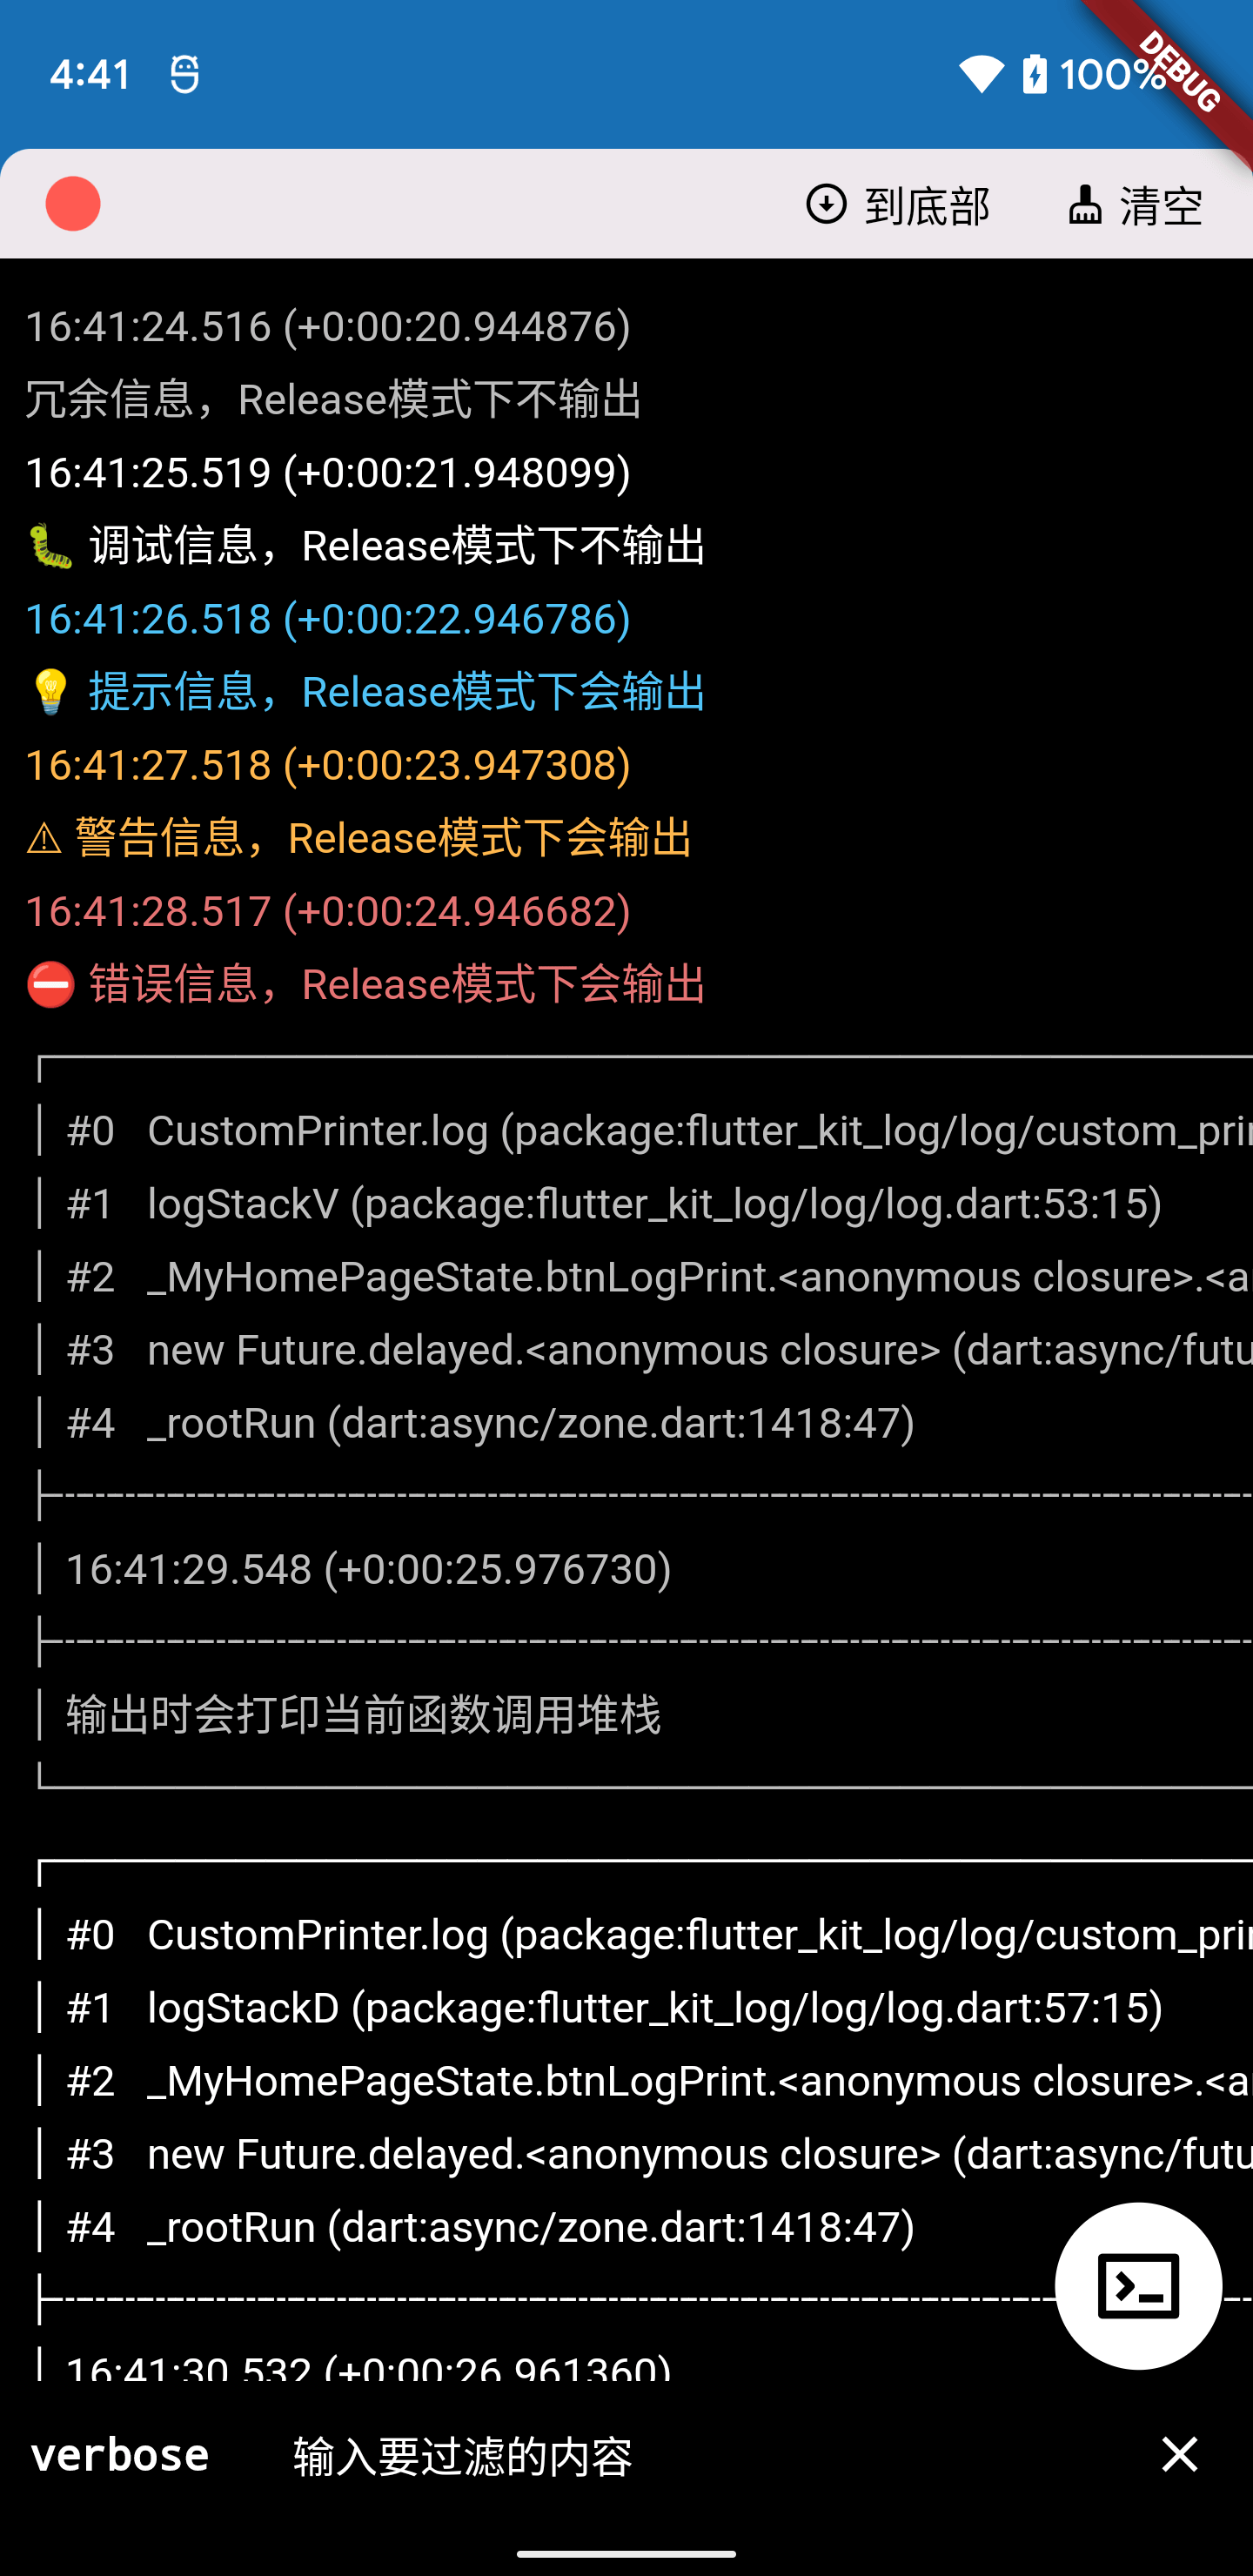 4:41
100%
DEBUG
到底部
清空
16:41:24.516 (+0:00:20.944876)
冗余信息，Release模式下不输出
16:41:25.519 (+0:00:21.948099)
🐛 调试信息，Release模式下不输出
16:41:26.518 (+0:00:22.946786)
💡 提示信息，Release模式下会输出
16:41:27.518 (+0:00:23.947308)
⚠ 警告信息，Release模式下会输出
16:41:28.517 (+0:00:24.946682)
⛔ 错误信息，Release模式下会输出
#0 CustomPrinter.log (package:flutter_kit_log/log/custom_pri
#1 logStackV (package:flutter_kit_log/log/log.dart:53:15)
#2 _MyHomePageState.btnLogPrint.<anonymous closure>.<a
#3 new Future.delayed.<anonymous closure> (dart:async/futu
#4 _rootRun (dart:async/zone.dart:1418:47)
16:41:29.548 (+0:00:25.976730)
输出时会打印当前函数调用堆栈
#0 CustomPrinter.log (package:flutter_kit_log/log/custom_pri
#1 logStackD (package:flutter_kit_log/log/log.dart:57:15)
#2 _MyHomePageState.btnLogPrint.<anonymous closure>.<a
#3 new Future.delayed.<anonymous closure> (dart:async/futu
#4 _rootRun (dart:async/zone.dart:1418:47)
16:41:30.532 (+0:00:26.961360)
verbose
输入要过滤的内容